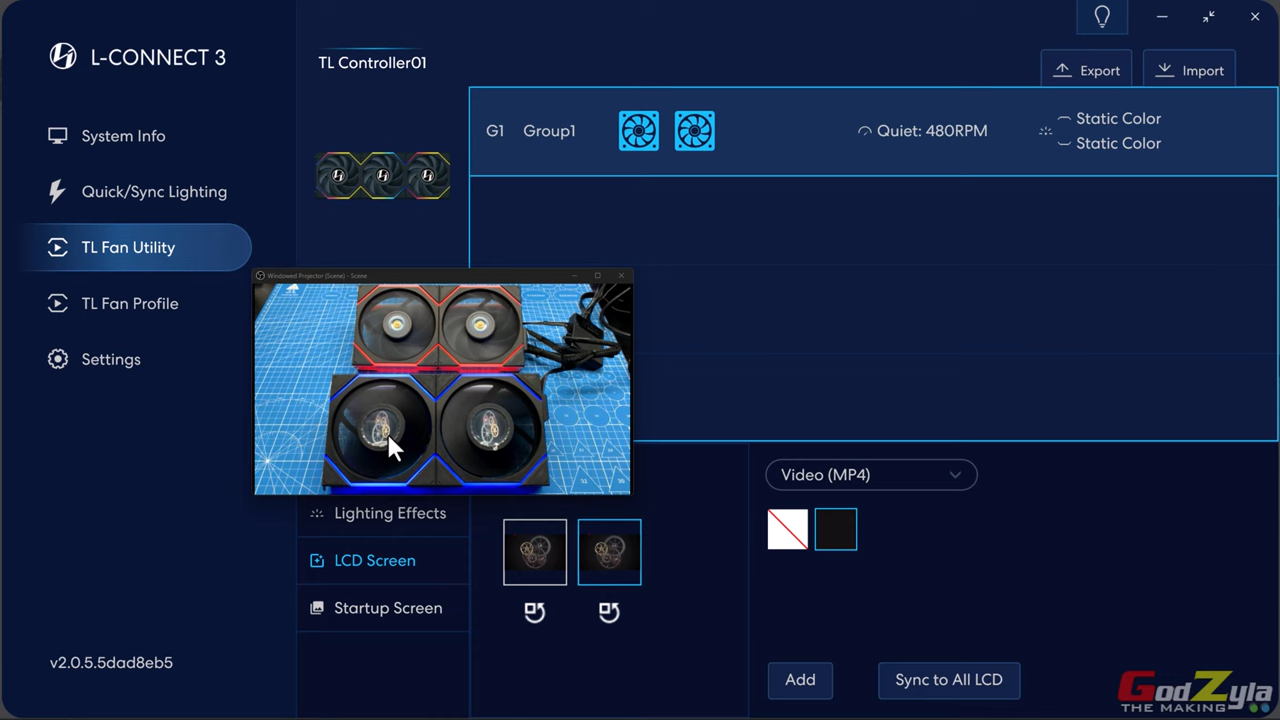 L-CONNECT 3
System Info
Quick/Sync Lighting
TL Fan Utility
TL Fan Profile
Settings
v2.0.5.5dad8eb5
TL Controller01
Export
Import
G1 Group1
Quiet: 480RPM
Static Color
Static Color
Windowed Projector (Scene) - Scene
Lighting Effects
LCD Screen
Startup Screen
Video (MP4)
Add
Sync to All LCD
GodZyla
THE MAKING